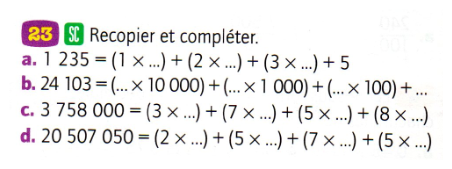 23 SC Recopier et compléter.
a. 1 235 = (1 × ...) + (2 × ...) + (3 × ...) + 5
b. 24 103 = (... × 10 000) + (... × 1 000) + (... × 100) + ...
c. 3 758 000 = (3 × ...) + (7 × ...) + (5 × ...) + (8 × ...)
d. 20 507 050 = (2 × ...) + (5 × ...) + (7 × ...) + (5 × ...)